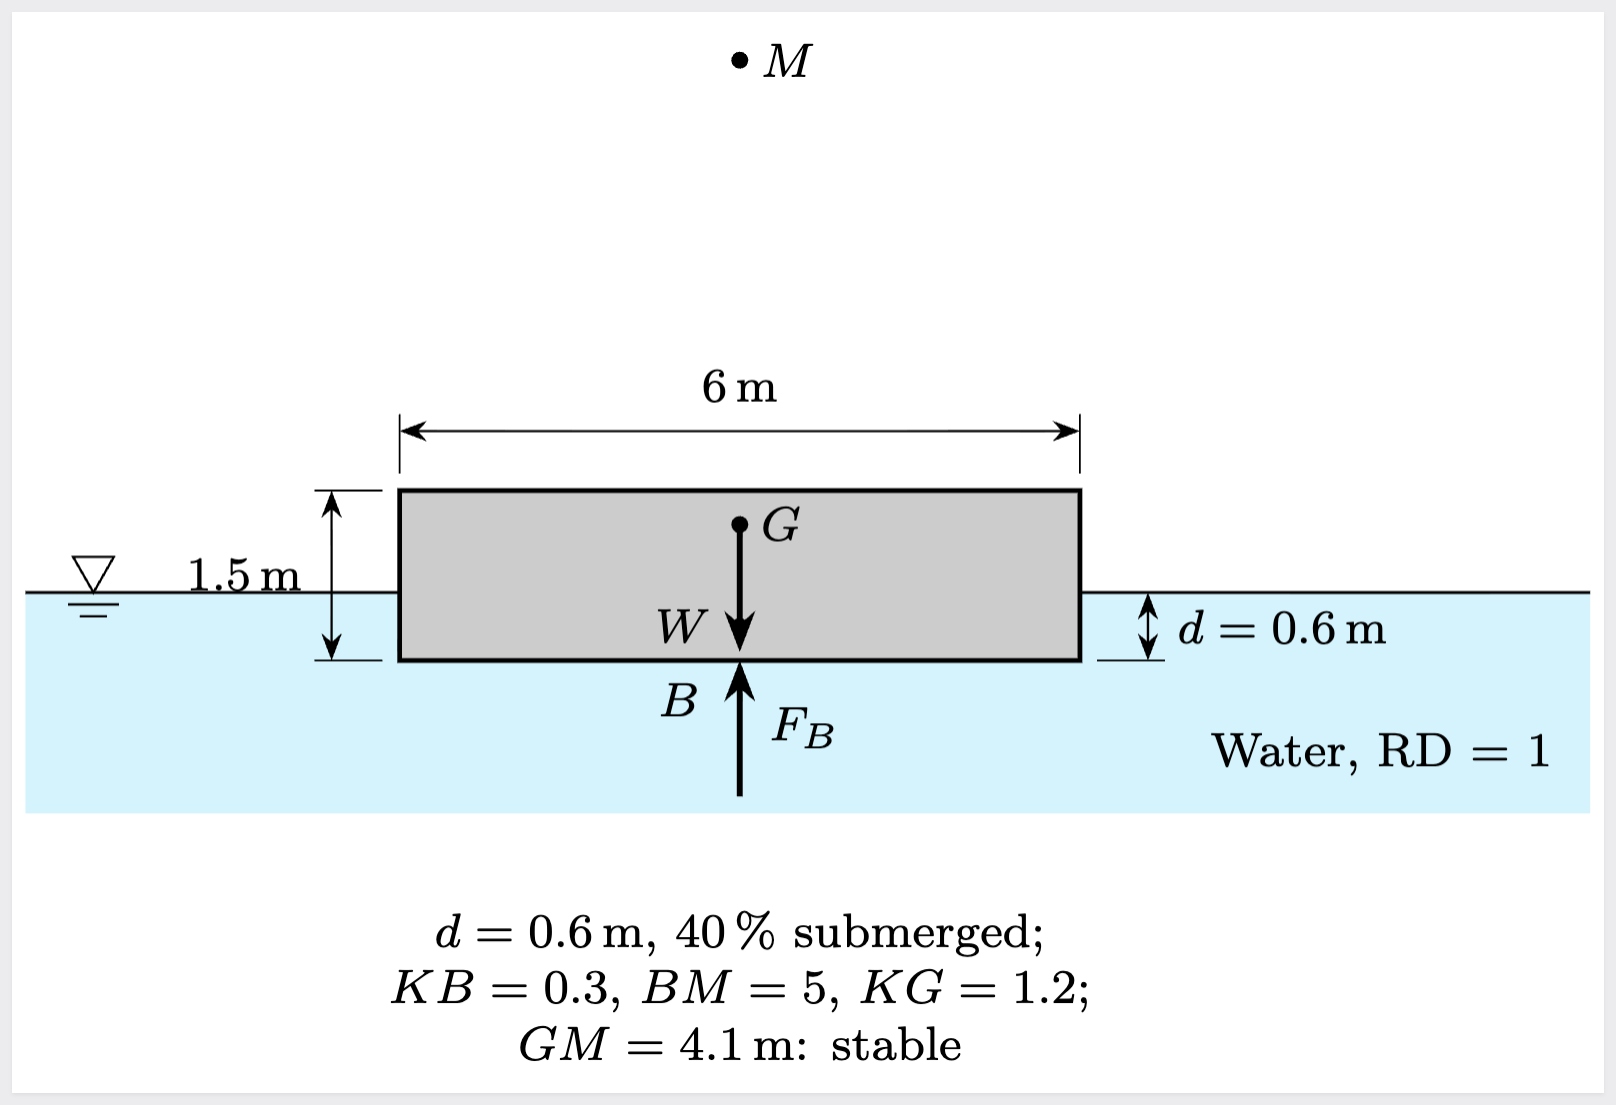 M
6 m
G
1.5 m
W
d = 0.6 m
B
F_B
Water, RD = 1
d = 0.6 m, 40 % submerged;
KB = 0.3, BM = 5, KG = 1.2;
GM = 4.1 m: stable